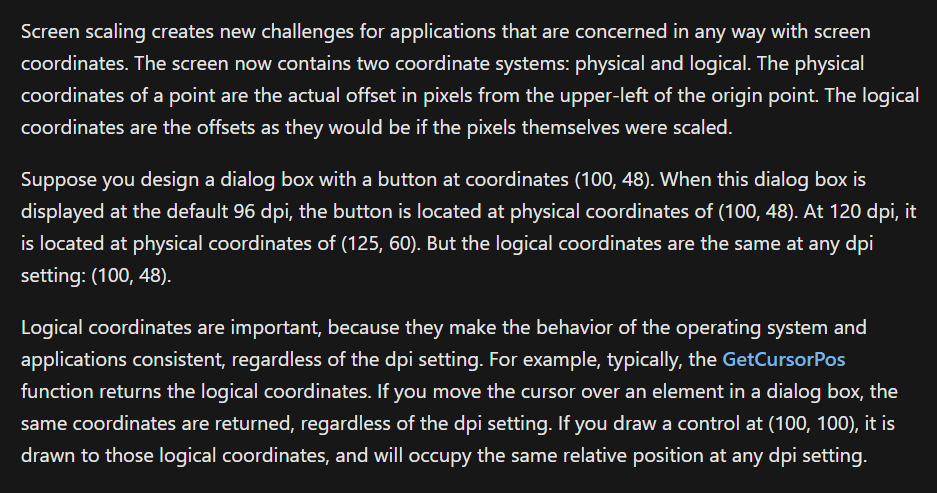 Screen scaling creates new challenges for applications that are concerned in any way with screen
coordinates. The screen now contains two coordinate systems: physical and logical. The physical
coordinates of a point are the actual offset in pixels from the upper-left of the origin point. The logical
coordinates are the offsets as they would be if the pixels themselves were scaled.
Suppose you design a dialog box with a button at coordinates (100, 48). When this dialog box is
displayed at the default 96 dpi, the button is located at physical coordinates of (100, 48). At 120 dpi, it
is located at physical coordinates of (125, 60). But the logical coordinates are the same at any dpi
setting: (100, 48).
Logical coordinates are important, because they make the behavior of the operating system and
applications consistent, regardless of the dpi setting. For example, typically, the GetCursorPos
function returns the logical coordinates. If you move the cursor over an element in a dialog box, the
same coordinates are returned, regardless of the dpi setting. If you draw a control at (100, 100), it is
drawn to those logical coordinates, and will occupy the same relative position at any dpi setting.